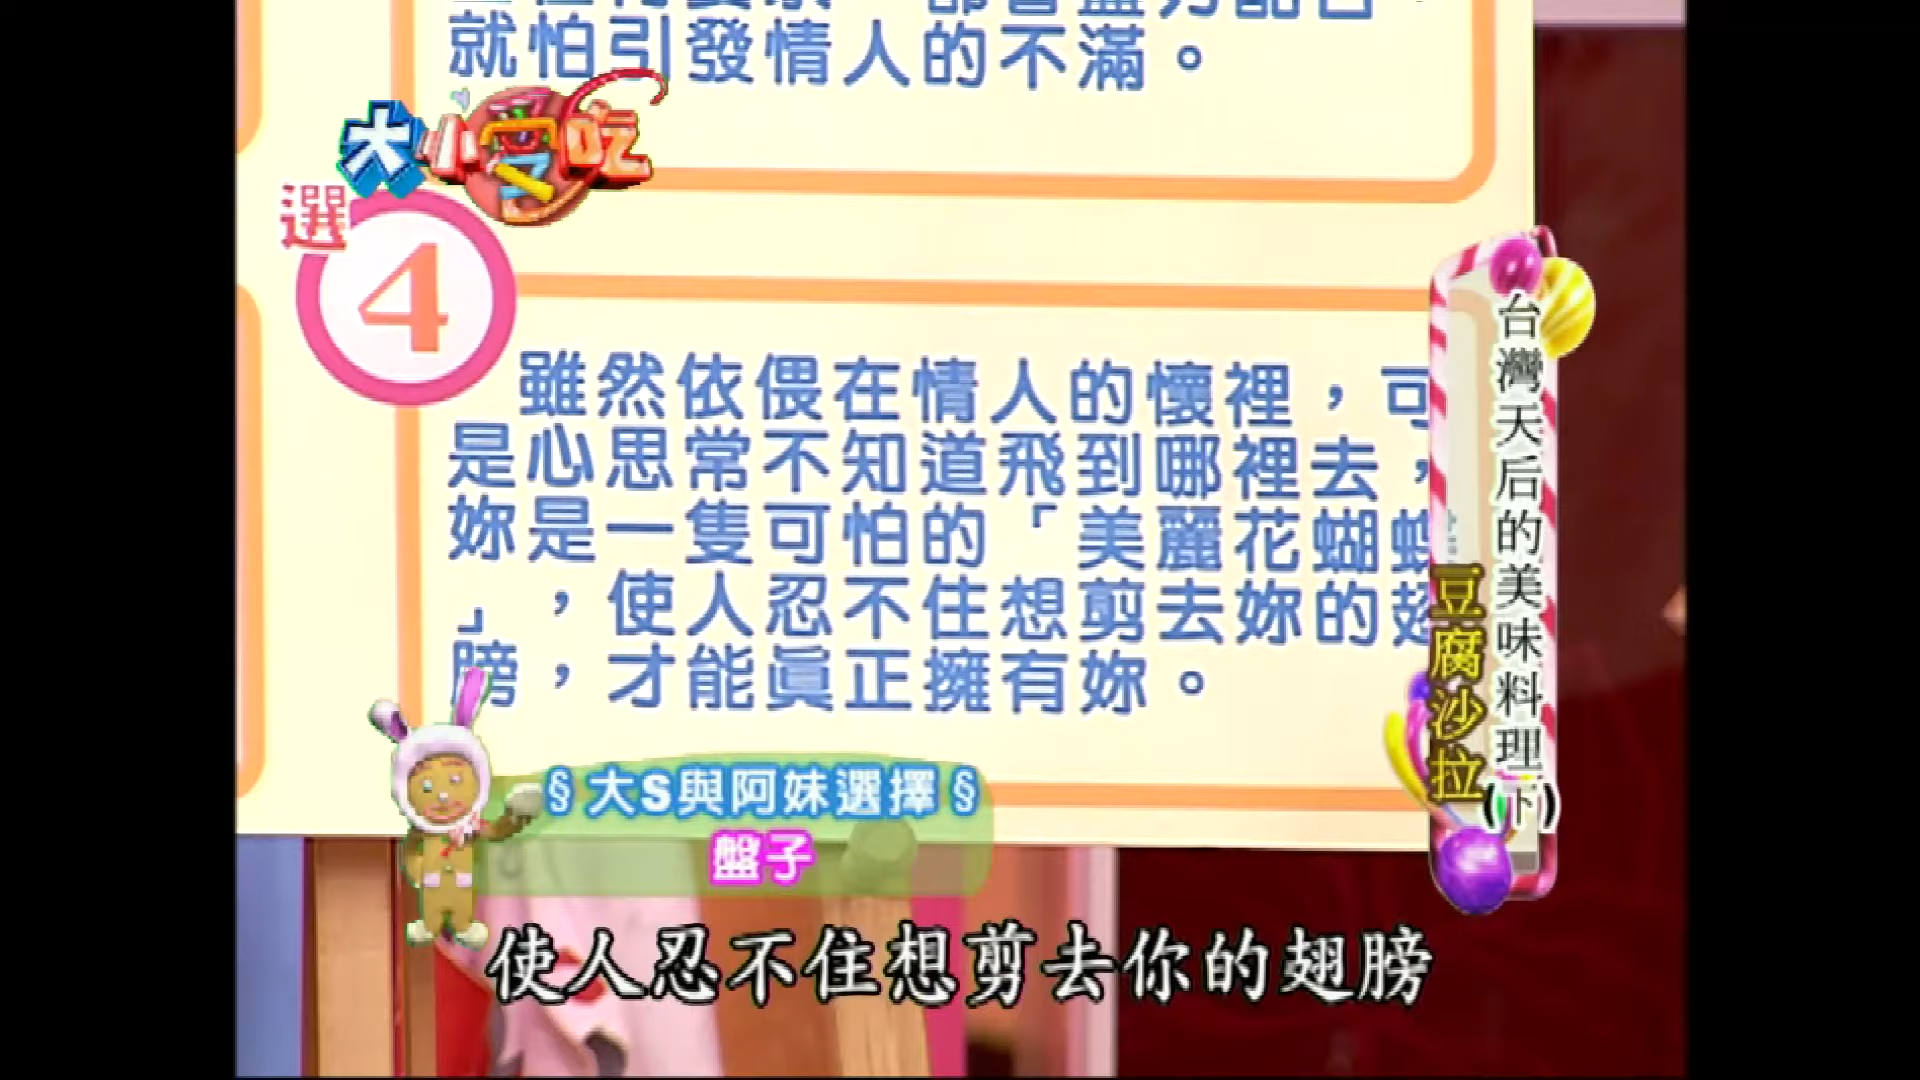 就怕引發情人的不滿。
大小愛吃
選
4
雖然依偎在情人的懷裡，可
是心思常不知道飛到哪裡去，
妳是一隻可怕的「美麗花蝴蝶
」，使人忍不住想剪去妳的翅
膀，才能眞正擁有妳。
台灣天后的美味料理(下)
豆腐沙拉
§大S與阿妹選擇§
盤子
使人忍不住想剪去你的翅膀